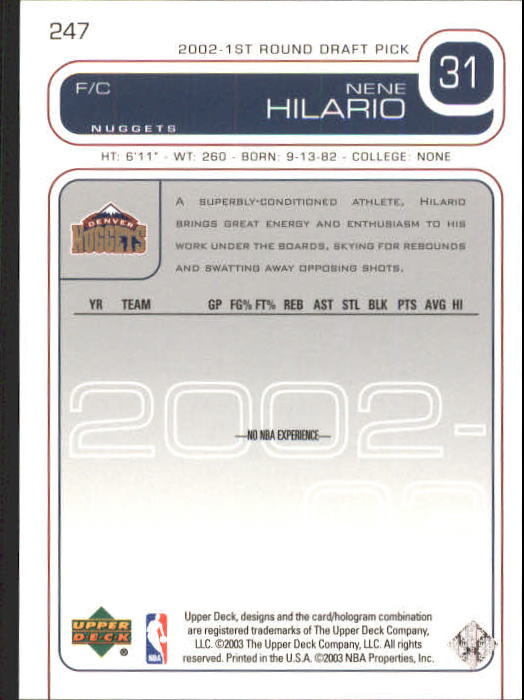 247
2002-1ST ROUND DRAFT PICK
31
F/C
NENE
HILARIO
NUGGETS
HT: 6'11" - WT: 260 - BORN: 9-13-82 - COLLEGE: NONE
DENVER
NUGGETS
A SUPERBLY-CONDITIONED ATHLETE, HILARIO
BRINGS GREAT ENERGY AND ENTHUSIASM TO HIS
WORK UNDER THE BOARDS, SKYING FOR REBOUNDS
AND SWATTING AWAY OPPOSING SHOTS.
YR TEAM GP FG% FT% REB AST STL BLK PTS AVG HI
2002-
—NO NBA EXPERIENCE—
UPPER
DECK
®
NBA
Upper Deck, designs and the card/hologram combination
are registered trademarks of The Upper Deck Company,
LLC. ©2003 The Upper Deck Company, LLC. All rights
reserved. Printed in the U.S.A. ©2003 NBA Properties, Inc.